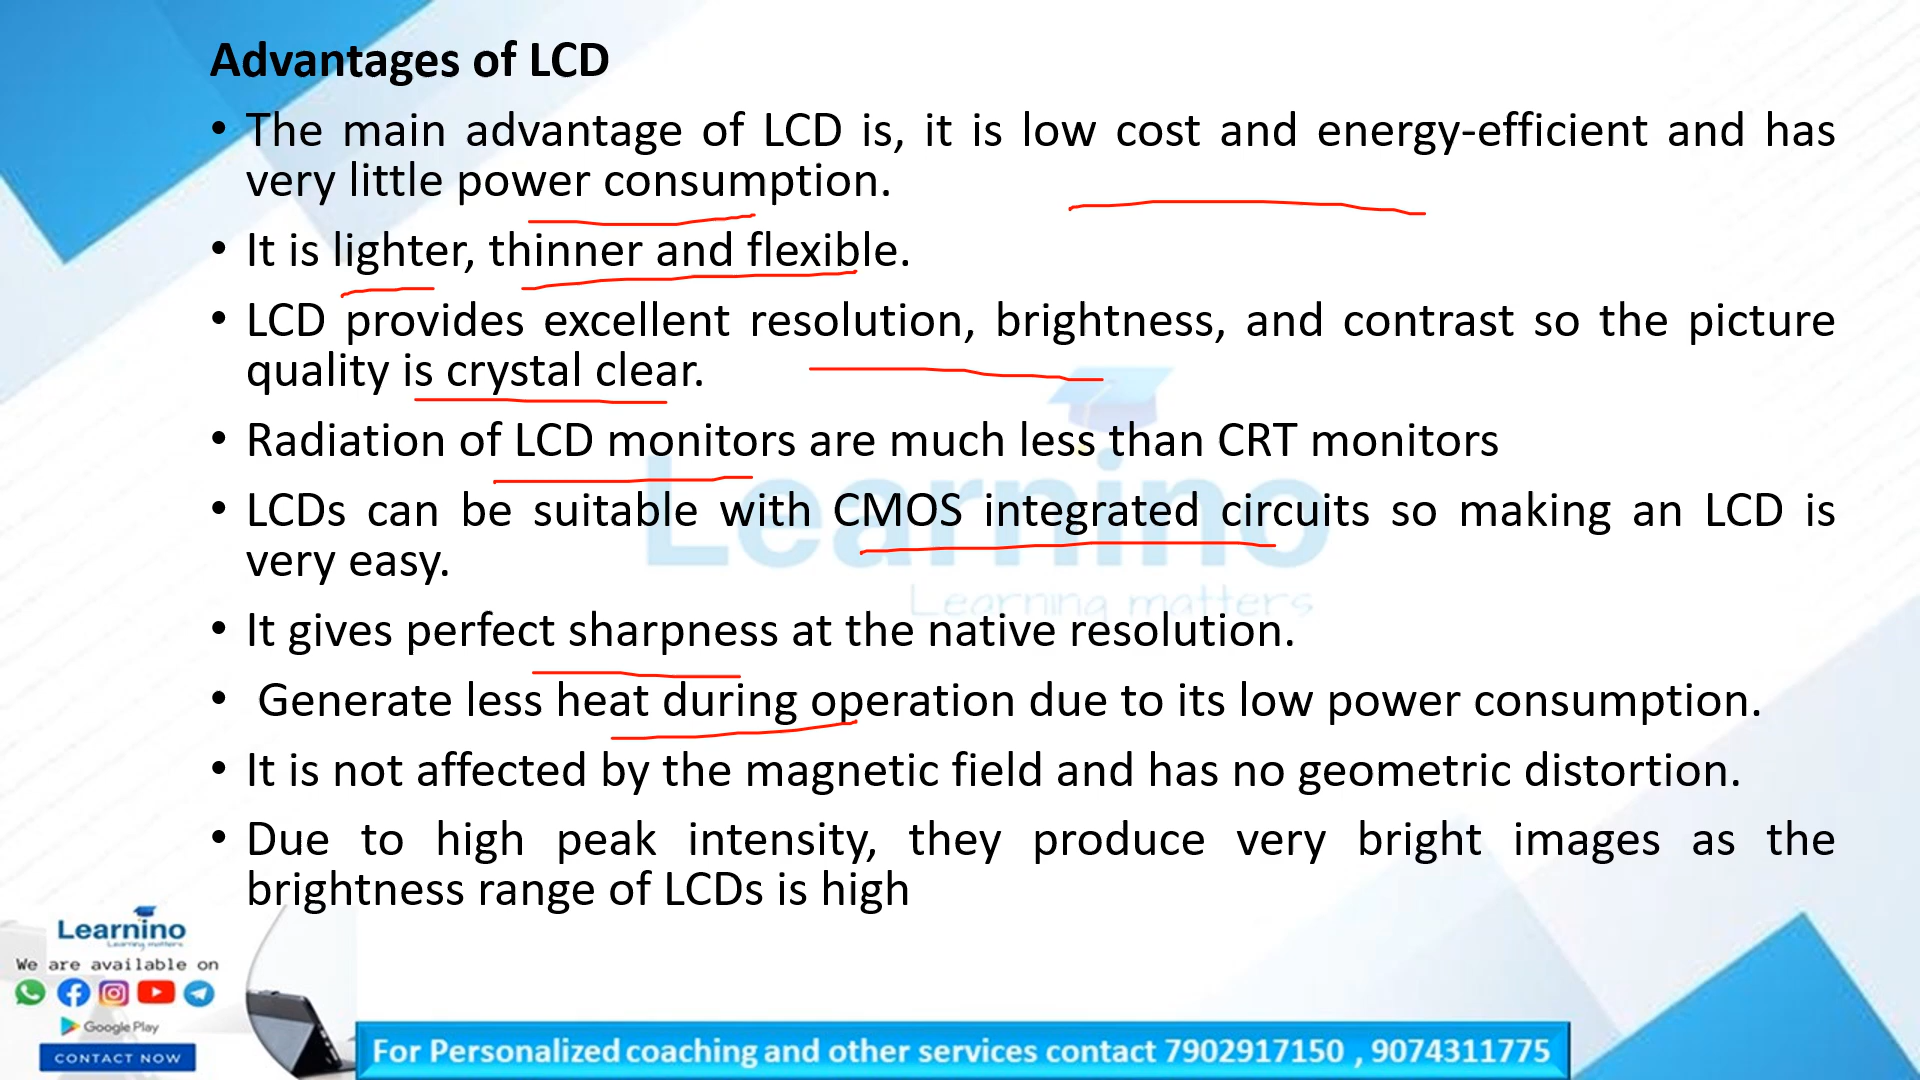 Advantages of LCD
• The main advantage of LCD is, it is low cost and energy-efficient and has
very little power consumption.
• It is lighter, thinner and flexible.
• LCD provides excellent resolution, brightness, and contrast so the picture
quality is crystal clear.
• Radiation of LCD monitors are much less than CRT monitors
• LCDs can be suitable with CMOS integrated circuits so making an LCD is
very easy.
• It gives perfect sharpness at the native resolution.
• Generate less heat during operation due to its low power consumption.
• It is not affected by the magnetic field and has no geometric distortion.
• Due to high peak intensity, they produce very bright images as the
brightness range of LCDs is high
Learnino
Learning matters
Learnino
Learning matters
We are available on
Google Play
CONTACT NOW
For Personalized coaching and other services contact 7902917150 , 9074311775